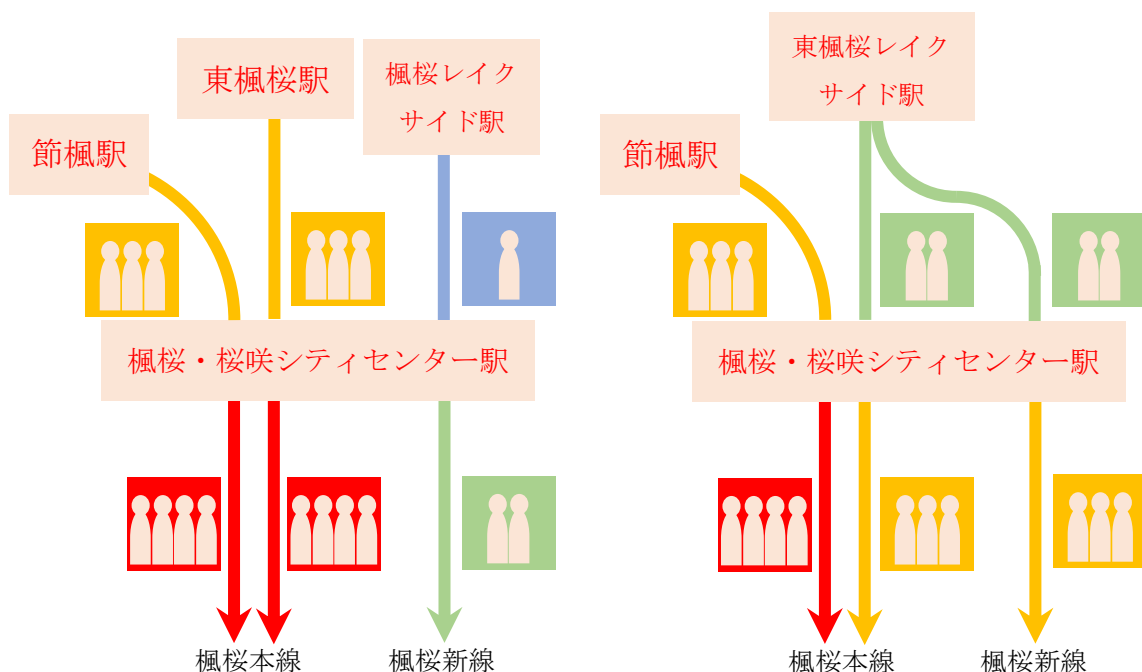 東楓桜駅
楓桜レイク
サイド駅
節楓駅
楓桜・桜咲シティセンター駅
楓桜本線
楓桜新線
東楓桜レイク
サイド駅
節楓駅
楓桜・桜咲シティセンター駅
楓桜本線
楓桜新線